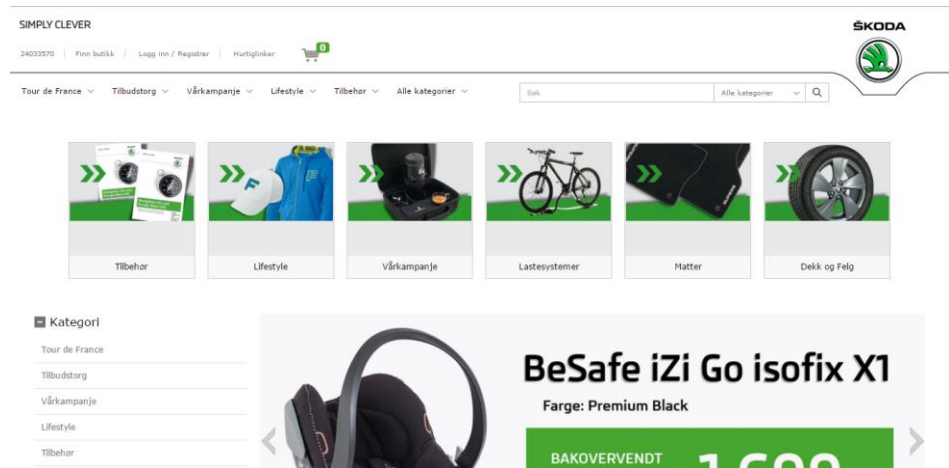 SIMPLY CLEVER
ŠKODA
24033570 | Finn butikk | Logg inn / Registrer | Hurtiglinker 0
Tour de France Tilbudstorg Vårkampanje Lifestyle Tilbehør Alle kategorier Søk Alle kategorier
Tilbehør Lifestyle Vårkampanje Lastesystemer Matter Dekk og Felg
Kategori
Tour de France
Tilbudstorg
Vårkampanje
Lifestyle
Tilbehør
BeSafe iZi Go isofix X1
Farge: Premium Black
BAKOVERVENDT